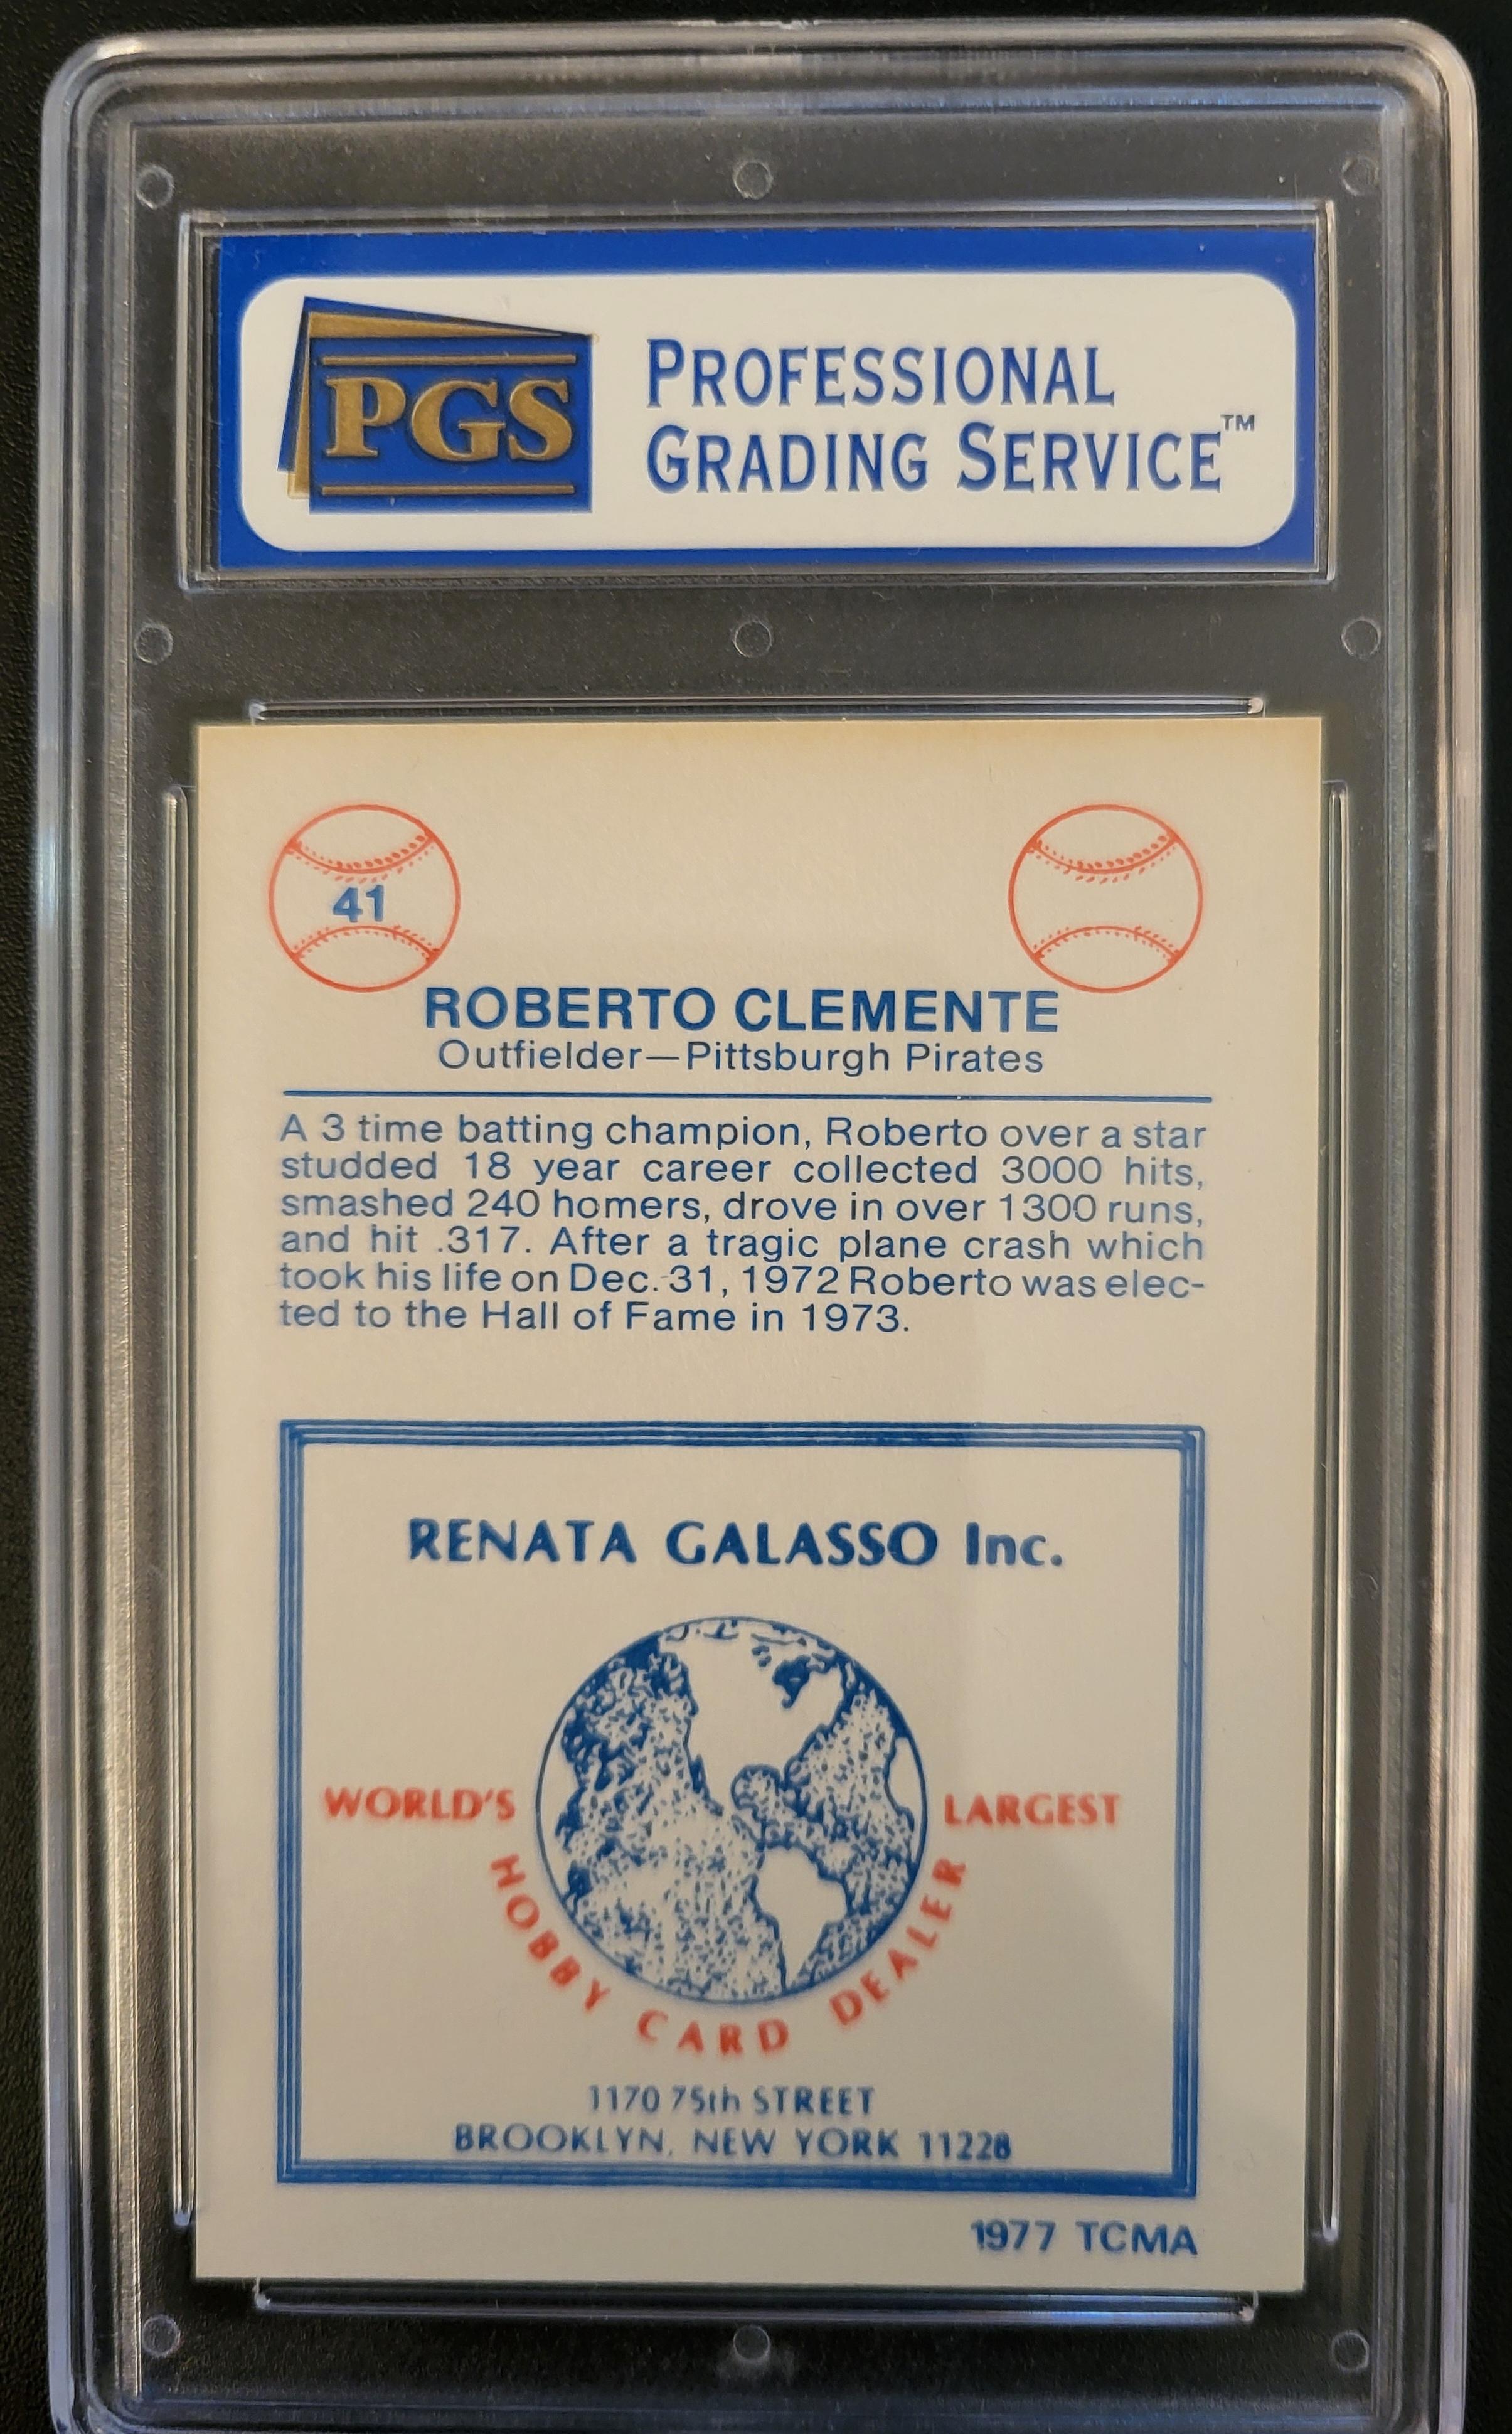 PGS
PROFESSIONAL
GRADING SERVICE™
41
ROBERTO CLEMENTE
Outfielder—Pittsburgh Pirates
A 3 time batting champion, Roberto over a star
studded 18 year career collected 3000 hits,
smashed 240 homers, drove in over 1300 runs,
and hit .317. After a tragic plane crash which
took his life on Dec. 31, 1972 Roberto was elec-
ted to the Hall of Fame in 1973.
RENATA GALASSO Inc.
WORLD'S LARGEST
HOBBY CARD DEALER
1170 75th STREET
BROOKLYN, NEW YORK 11228
1977 TCMA